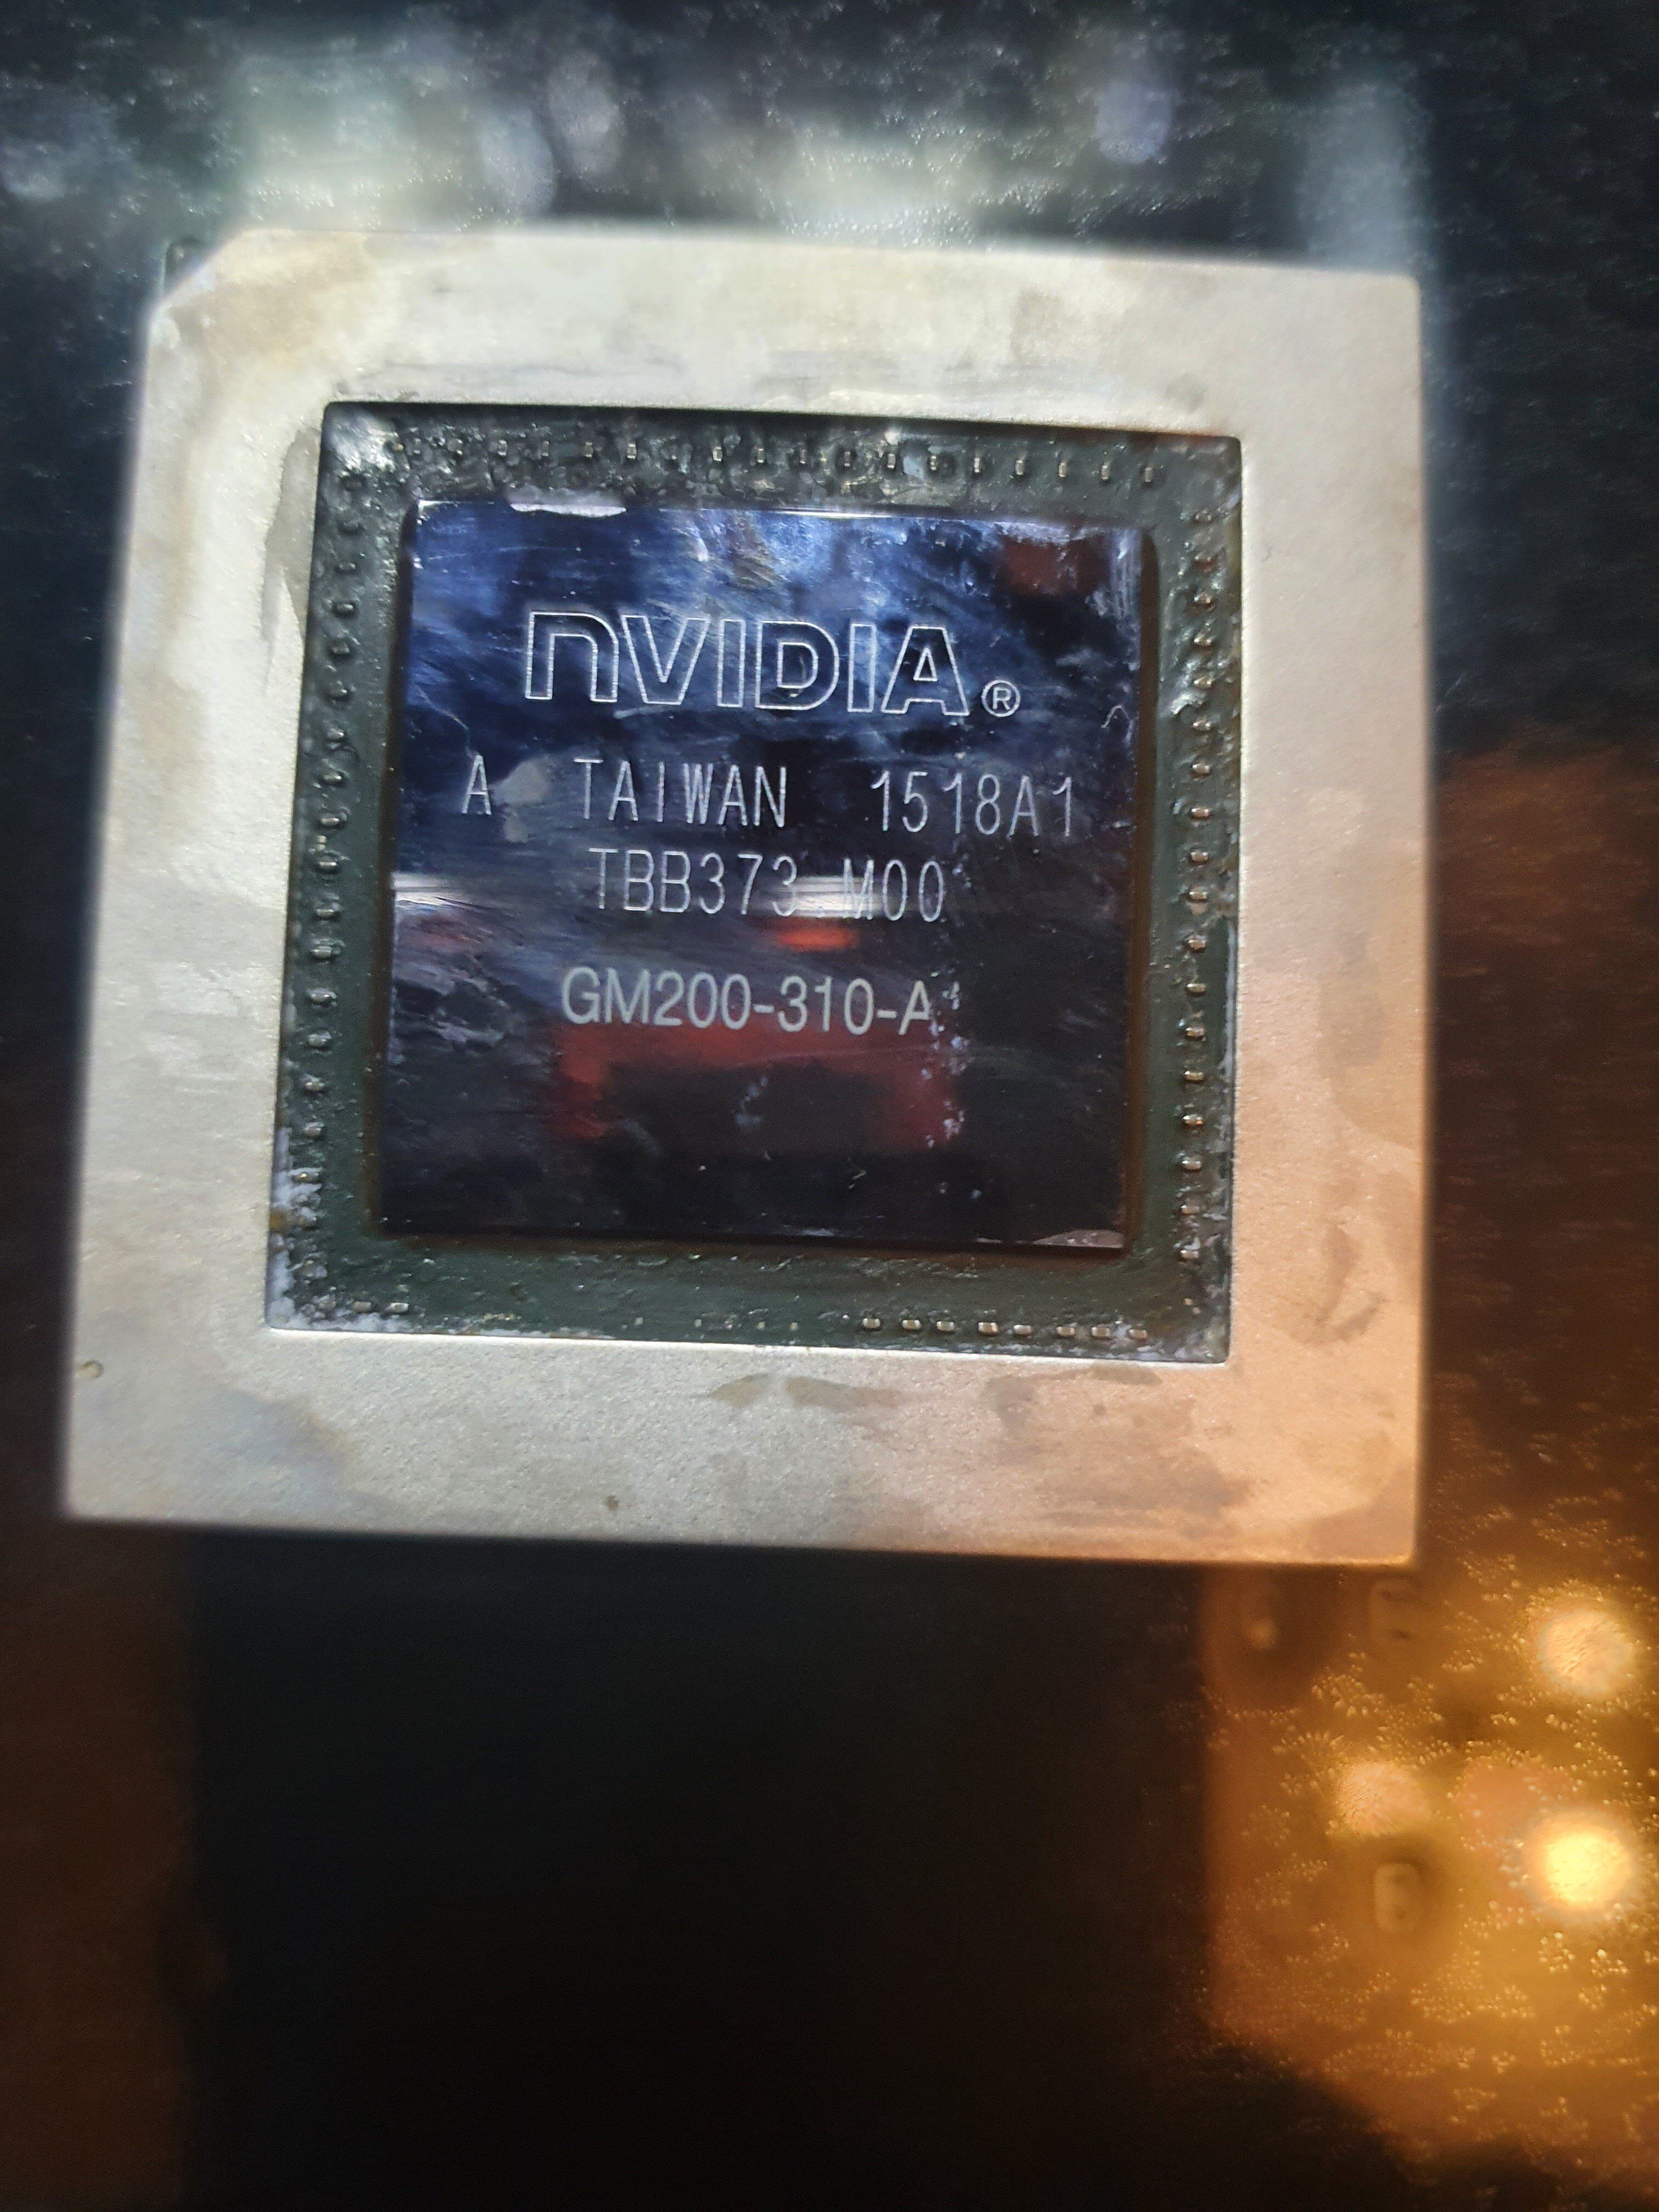 nVIDIA®
A TAIWAN 1518A1
TBB373.M00
GM200-310-A